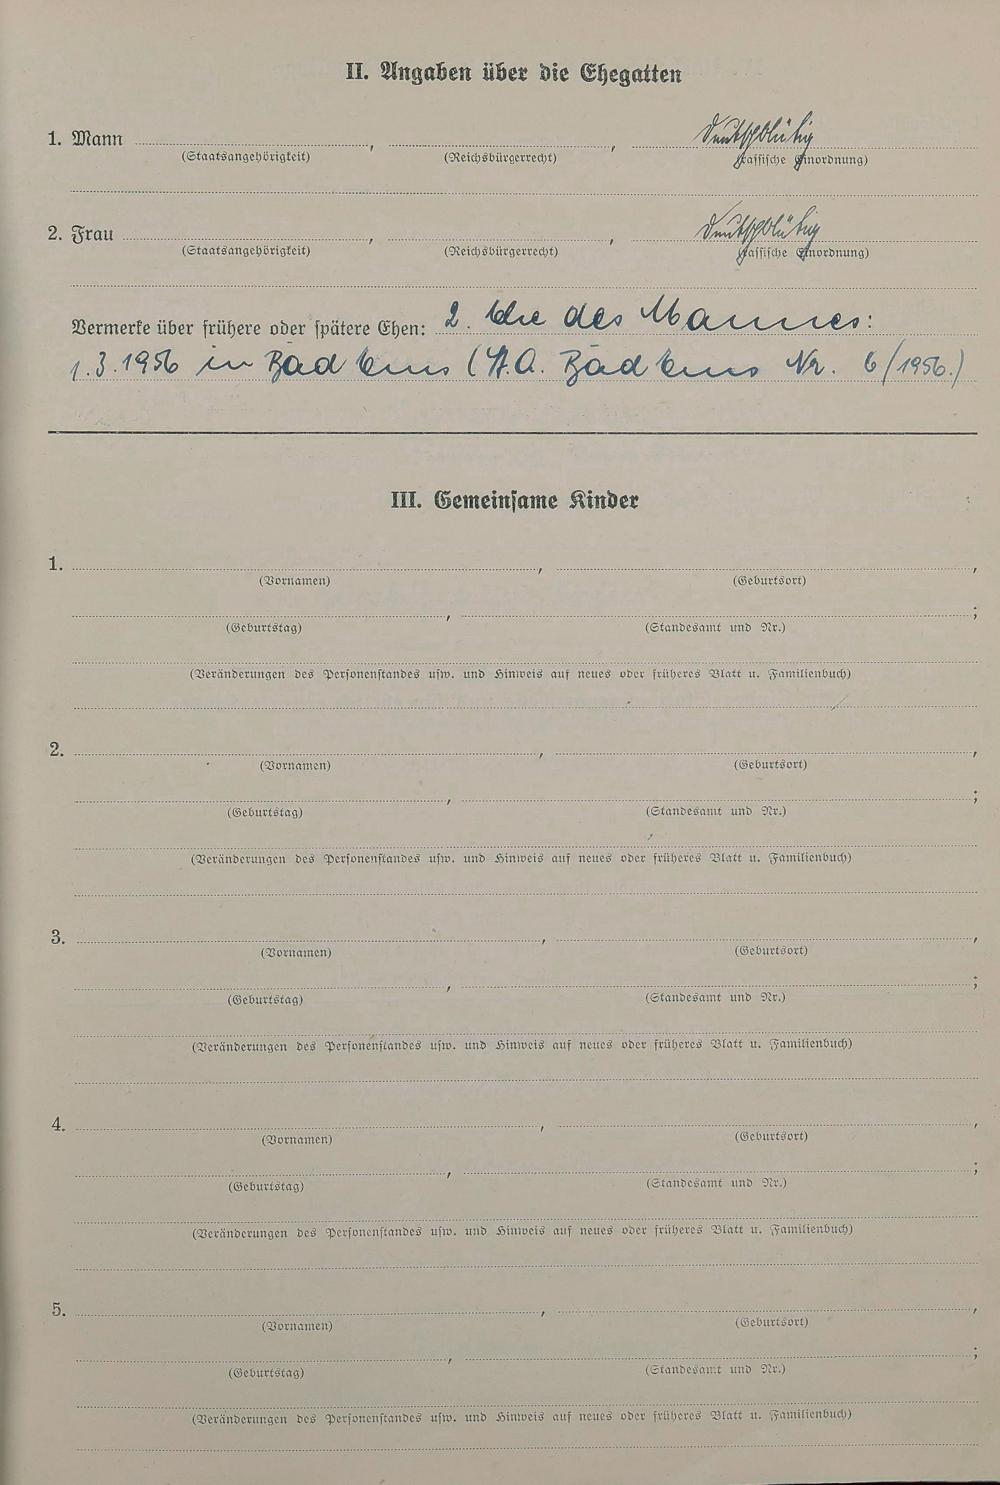 II. Angaben über die Ehegatten
1. Mann , , deutschblütig
(Staatsangehörigkeit) (Reichsbürgerrecht) (rassische Einordnung)
2. Frau , , deutschblütig
(Staatsangehörigkeit) (Reichsbürgerrecht) (rassische Einordnung)
Vermerke über frühere oder spätere Ehen: 2. Ehe des Mannes:
1.3.1956 in Bad Ems (St.A. Bad Ems Nr. 6/1956.)
III. Gemeinsame Kinder
1. , ,
(Vornamen) (Geburtsort)
, ;
(Geburtstag) (Standesamt und Nr.)
(Veränderungen des Personenstandes usw. und Hinweis auf neues oder früheres Blatt u. Familienbuch)
2. , ,
(Vornamen) (Geburtsort)
, ;
(Geburtstag) (Standesamt und Nr.)
(Veränderungen des Personenstandes usw. und Hinweis auf neues oder früheres Blatt u. Familienbuch)
3. , ,
(Vornamen) (Geburtsort)
, ;
(Geburtstag) (Standesamt und Nr.)
(Veränderungen des Personenstandes usw. und Hinweis auf neues oder früheres Blatt u. Familienbuch)
4. , ,
(Vornamen) (Geburtsort)
, ;
(Geburtstag) (Standesamt und Nr.)
(Veränderungen des Personenstandes usw. und Hinweis auf neues oder früheres Blatt u. Familienbuch)
5. , ,
(Vornamen) (Geburtsort)
, ;
(Geburtstag) (Standesamt und Nr.)
(Veränderungen des Personenstandes usw. und Hinweis auf neues oder früheres Blatt u. Familienbuch)